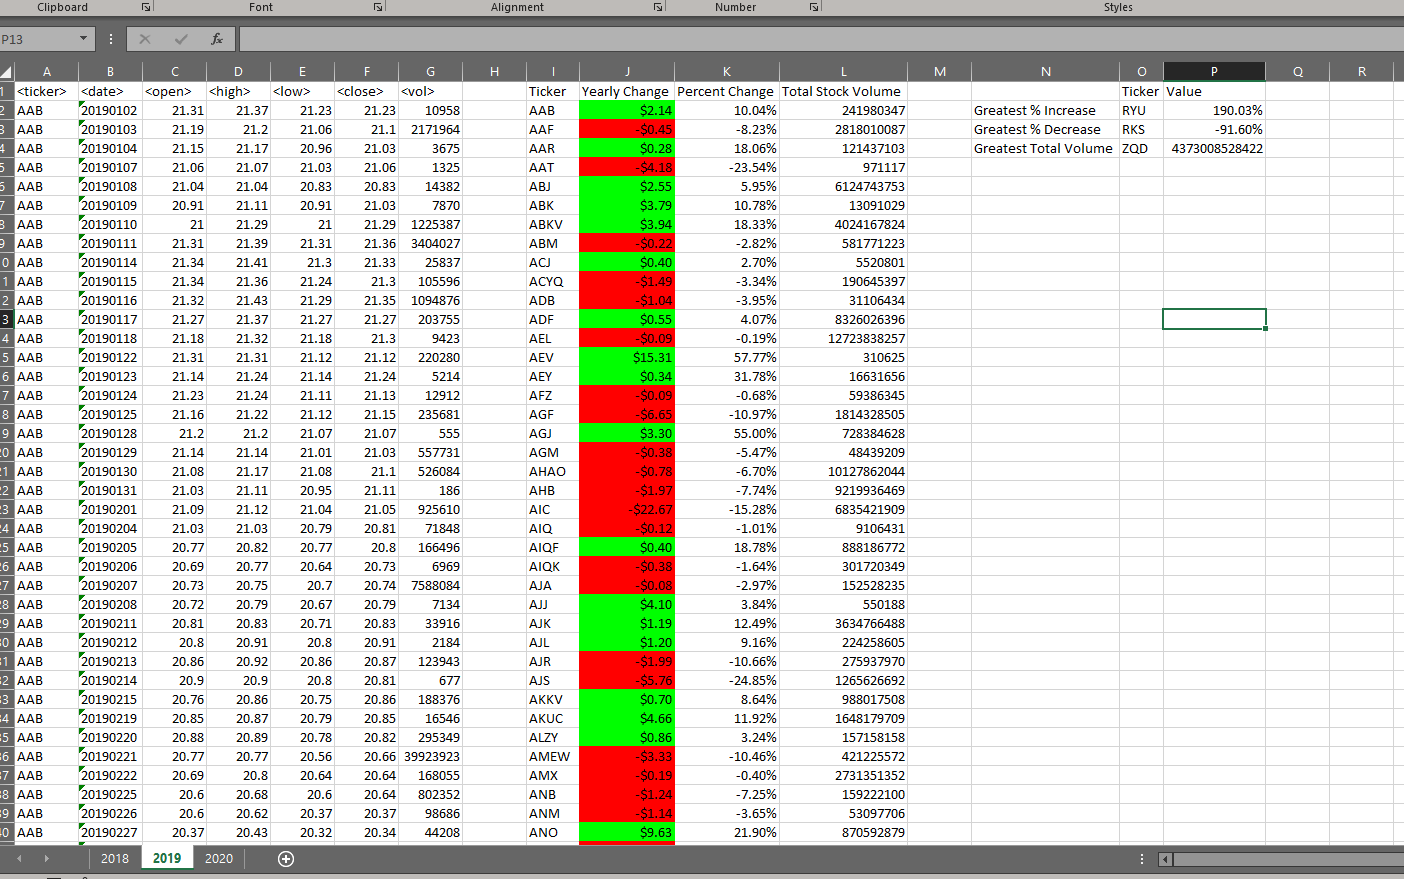 Clipboard Font Alignment Number Styles
P13 fx
A B C D E F G H I J K L M N O P Q R
1 <ticker> <date> <open> <high> <low> <close> <vol> Ticker Yearly Change Percent Change Total Stock Volume Ticker Value
2 AAB 20190102 21.31 21.37 21.23 21.23 10958 AAB $2.14 10.04% 241980347 Greatest % Increase RYU 190.03%
3 AAB 20190103 21.19 21.2 21.06 21.1 2171964 AAF -$0.45 -8.23% 2818010087 Greatest % Decrease RKS -91.60%
4 AAB 20190104 21.15 21.17 20.96 21.03 3675 AAR $0.28 18.06% 121437103 Greatest Total Volume ZQD 4373008528422
5 AAB 20190107 21.06 21.07 21.03 21.06 1325 AAT -$4.18 -23.54% 971117
6 AAB 20190108 21.04 21.04 20.83 20.83 14382 ABJ $2.55 5.95% 6124743753
7 AAB 20190109 20.91 21.11 20.91 21.03 7870 ABK $3.79 10.78% 13091029
8 AAB 20190110 21 21.29 21 21.29 1225387 ABKV $3.94 18.33% 4024167824
9 AAB 20190111 21.31 21.39 21.31 21.36 3404027 ABM -$0.22 -2.82% 581771223
0 AAB 20190114 21.34 21.41 21.3 21.33 25837 ACJ $0.40 2.70% 5520801
1 AAB 20190115 21.34 21.36 21.24 21.3 105596 ACYQ -$1.49 -3.34% 190645397
2 AAB 20190116 21.32 21.43 21.29 21.35 1094876 ADB -$1.04 -3.95% 31106434
3 AAB 20190117 21.27 21.37 21.27 21.27 203755 ADF $0.55 4.07% 8326026396
4 AAB 20190118 21.18 21.32 21.18 21.3 9423 AEL -$0.09 -0.19% 12723838257
5 AAB 20190122 21.31 21.31 21.12 21.12 220280 AEV $15.31 57.77% 310625
6 AAB 20190123 21.14 21.24 21.14 21.24 5214 AEY $0.34 31.78% 16631656
7 AAB 20190124 21.23 21.24 21.11 21.13 12912 AFZ -$0.09 -0.68% 59386345
8 AAB 20190125 21.16 21.22 21.12 21.15 235681 AGF -$6.65 -10.97% 1814328505
9 AAB 20190128 21.2 21.2 21.07 21.07 555 AGJ $3.30 55.00% 728384628
20 AAB 20190129 21.14 21.14 21.01 21.03 557731 AGM -$0.38 -5.47% 48439209
21 AAB 20190130 21.08 21.17 21.08 21.1 526084 AHAO -$0.78 -6.70% 10127862044
22 AAB 20190131 21.03 21.11 20.95 21.11 186 AHB -$1.97 -7.74% 9219936469
23 AAB 20190201 21.09 21.12 21.04 21.05 925610 AIC -$22.67 -15.28% 6835421909
24 AAB 20190204 21.03 21.03 20.79 20.81 71848 AIQ -$0.12 -1.01% 9106431
25 AAB 20190205 20.77 20.82 20.77 20.8 166496 AIQF $0.40 18.78% 888186772
26 AAB 20190206 20.69 20.77 20.64 20.73 6969 AIQK -$0.38 -1.64% 301720349
27 AAB 20190207 20.73 20.75 20.7 20.74 7588084 AJA -$0.08 -2.97% 152528235
28 AAB 20190208 20.72 20.79 20.67 20.79 7134 AJJ $4.10 3.84% 550188
29 AAB 20190211 20.81 20.83 20.71 20.83 33916 AJK $1.19 12.49% 3634766488
30 AAB 20190212 20.8 20.91 20.8 20.91 2184 AJL $1.20 9.16% 224258605
31 AAB 20190213 20.86 20.92 20.86 20.87 123943 AJR -$1.99 -10.66% 275937970
32 AAB 20190214 20.9 20.9 20.8 20.81 677 AJS -$5.76 -24.85% 1265626692
33 AAB 20190215 20.76 20.86 20.75 20.86 188376 AKKV $0.70 8.64% 988017508
34 AAB 20190219 20.85 20.87 20.79 20.85 16546 AKUC $4.66 11.92% 1648179709
35 AAB 20190220 20.88 20.89 20.78 20.82 295349 ALZY $0.86 3.24% 157158158
36 AAB 20190221 20.77 20.77 20.56 20.66 39923923 AMEW -$3.33 -10.46% 421225572
37 AAB 20190222 20.69 20.8 20.64 20.64 168055 AMX -$0.19 -0.40% 2731351352
38 AAB 20190225 20.6 20.68 20.6 20.64 802352 ANB -$1.24 -7.25% 159222100
39 AAB 20190226 20.6 20.62 20.37 20.37 98686 ANM -$1.14 -3.65% 53097706
40 AAB 20190227 20.37 20.43 20.32 20.34 44208 ANO $9.63 21.90% 870592879
2018 2019 2020